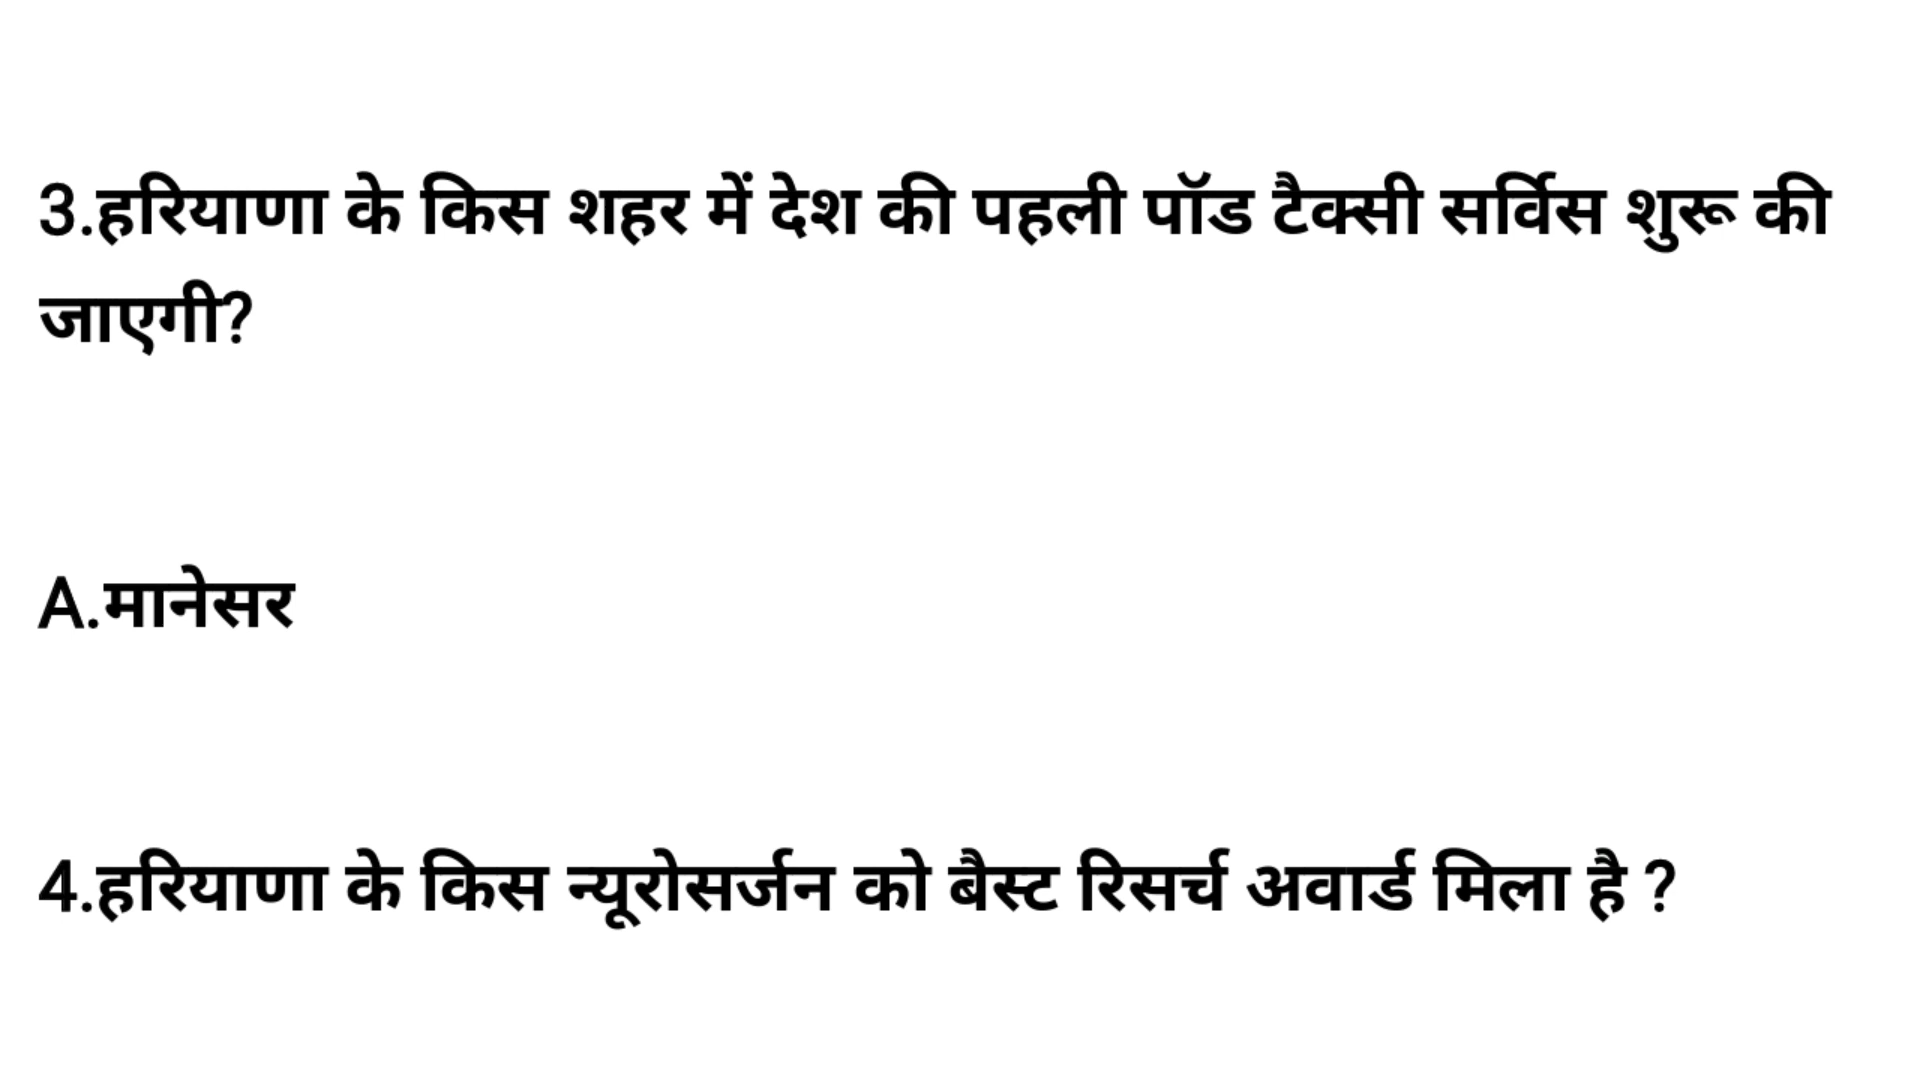 3.हरियाणा के किस शहर में देश की पहली पॉड टैक्सी सर्विस शुरू की
जाएगी?
A.मानेसर
4.हरियाणा के किस न्यूरोसर्जन को बैस्ट रिसर्च अवार्ड मिला है ?